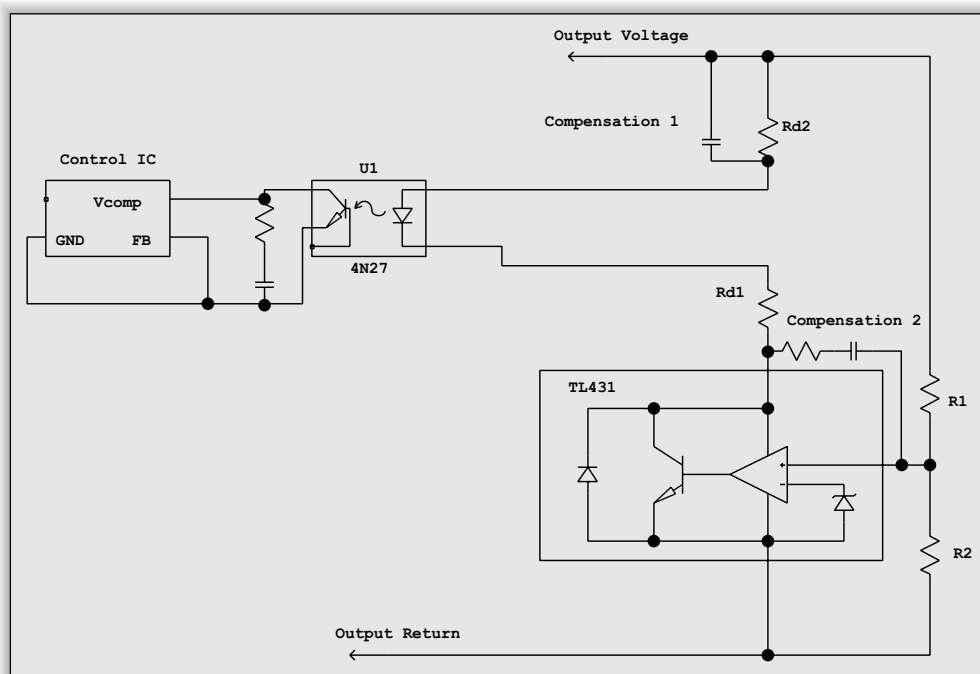 Output Voltage
Compensation 1
Rd2
Control IC
U1
Vcomp
GND
FB
4N27
Rd1
Compensation 2
TL431
R1
+
-
R2
Output Return